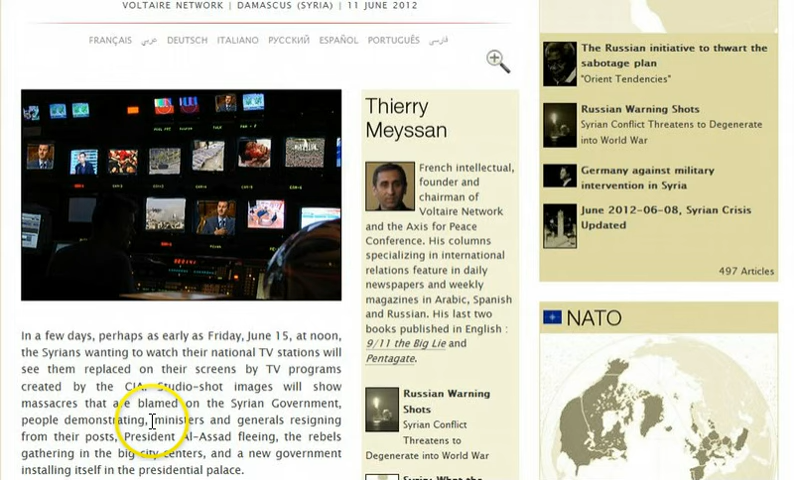 VOLTAIRE NETWORK | DAMASCUS (SYRIA) | 11 JUNE 2012
FRANÇAIS عربي DEUTSCH ITALIANO РУССКИЙ ESPAÑOL PORTUGUÊS فارسى
In a few days, perhaps as early as Friday, June 15, at noon,
the Syrians wanting to watch their national TV stations will
see them replaced on their screens by TV programs
created by the CIA. Studio-shot images will show
massacres that are blamed on the Syrian Government,
people demonstrating, ministers and generals resigning
from their posts, President Al-Assad fleeing, the rebels
gathering in the big city centers, and a new government
installing itself in the presidential palace.
Thierry
Meyssan
French intellectual,
founder and
chairman of
Voltaire Network
and the Axis for Peace
Conference. His columns
specializing in international
relations feature in daily
newspapers and weekly
magazines in Arabic, Spanish
and Russian. His last two
books published in English :
9/11 the Big Lie and
Pentagate.
Russian Warning
Shots
Syrian Conflict
Threatens to
Degenerate into World War
Syria: What the
The Russian initiative to thwart the
sabotage plan
"Orient Tendencies"
Russian Warning Shots
Syrian Conflict Threatens to Degenerate
into World War
Germany against military
intervention in Syria
June 2012-06-08, Syrian Crisis
Updated
497 Articles
NATO